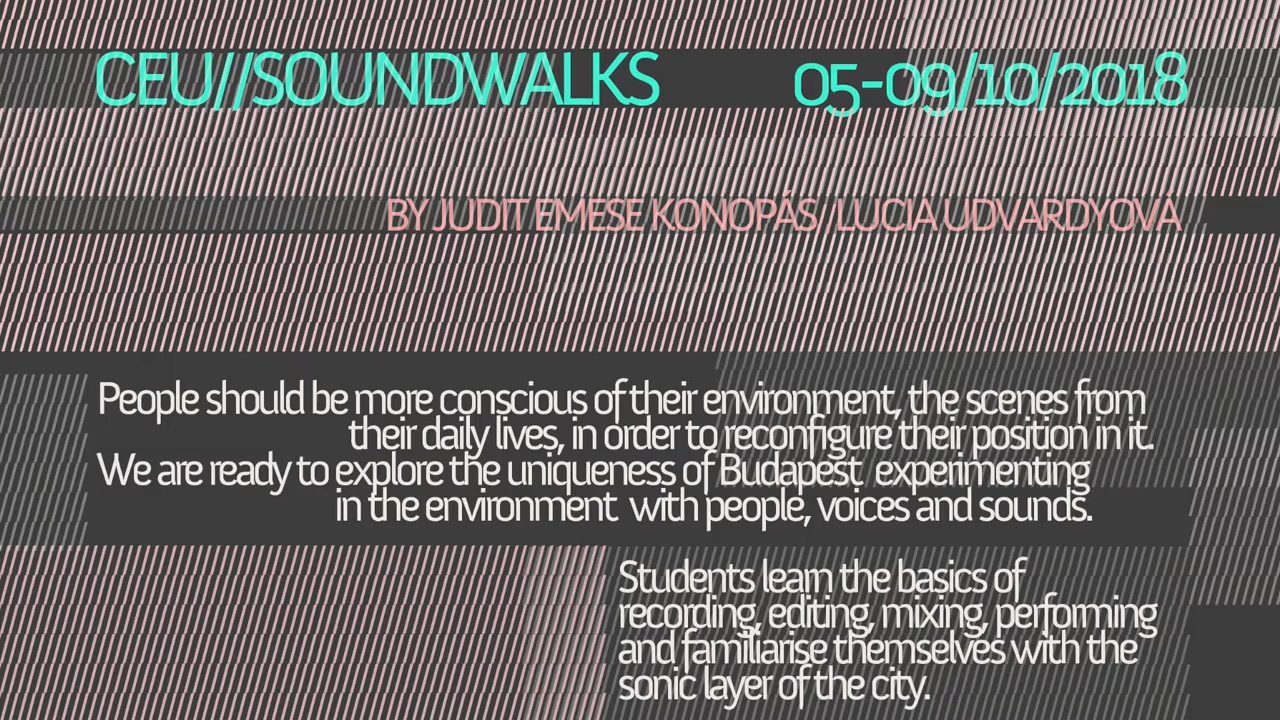 CEU//SOUNDWALKS 05-09/10/2018
BY JUDIT EMESE KONOPÁS//LUCIA UDVARDYOVÁ
People should be more conscious of their environment, the scenes from
their daily lives, in order to reconfigure their position in it.
We are ready to explore the uniqueness of Budapest experimenting
in the environment with people, voices and sounds.
Students learn the basics of
recording, editing, mixing, performing
and familiarise themselves with the
sonic layer of the city.